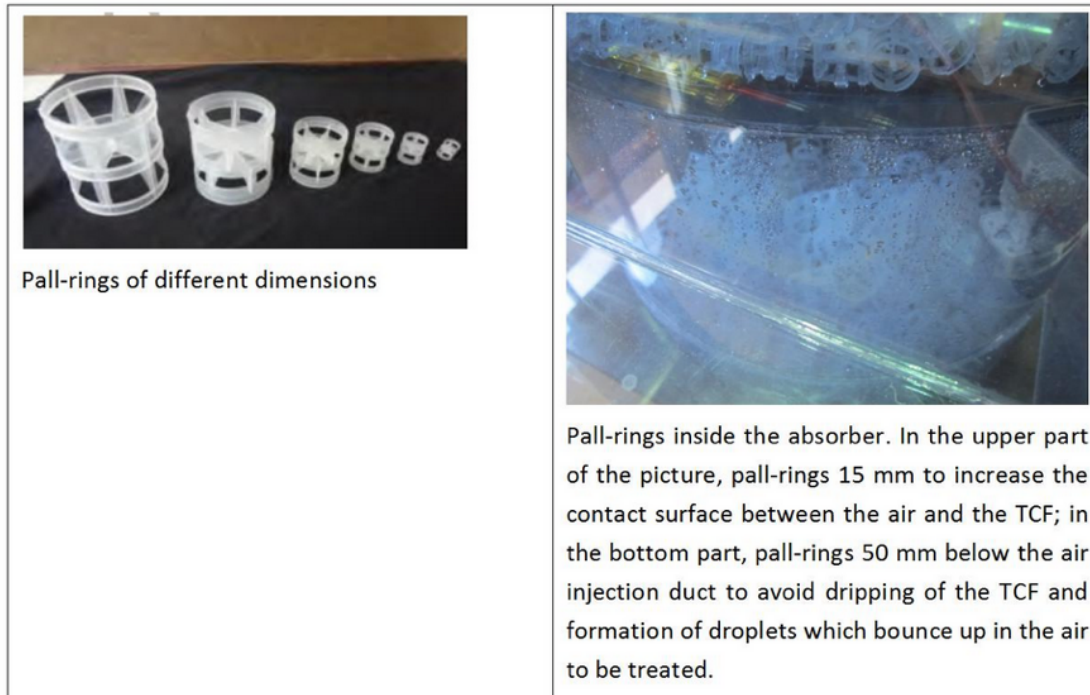 Pall-rings of different dimensions
Pall-rings inside the absorber. In the upper part
of the picture, pall-rings 15 mm to increase the
contact surface between the air and the TCF; in
the bottom part, pall-rings 50 mm below the air
injection duct to avoid dripping of the TCF and
formation of droplets which bounce up in the air
to be treated.